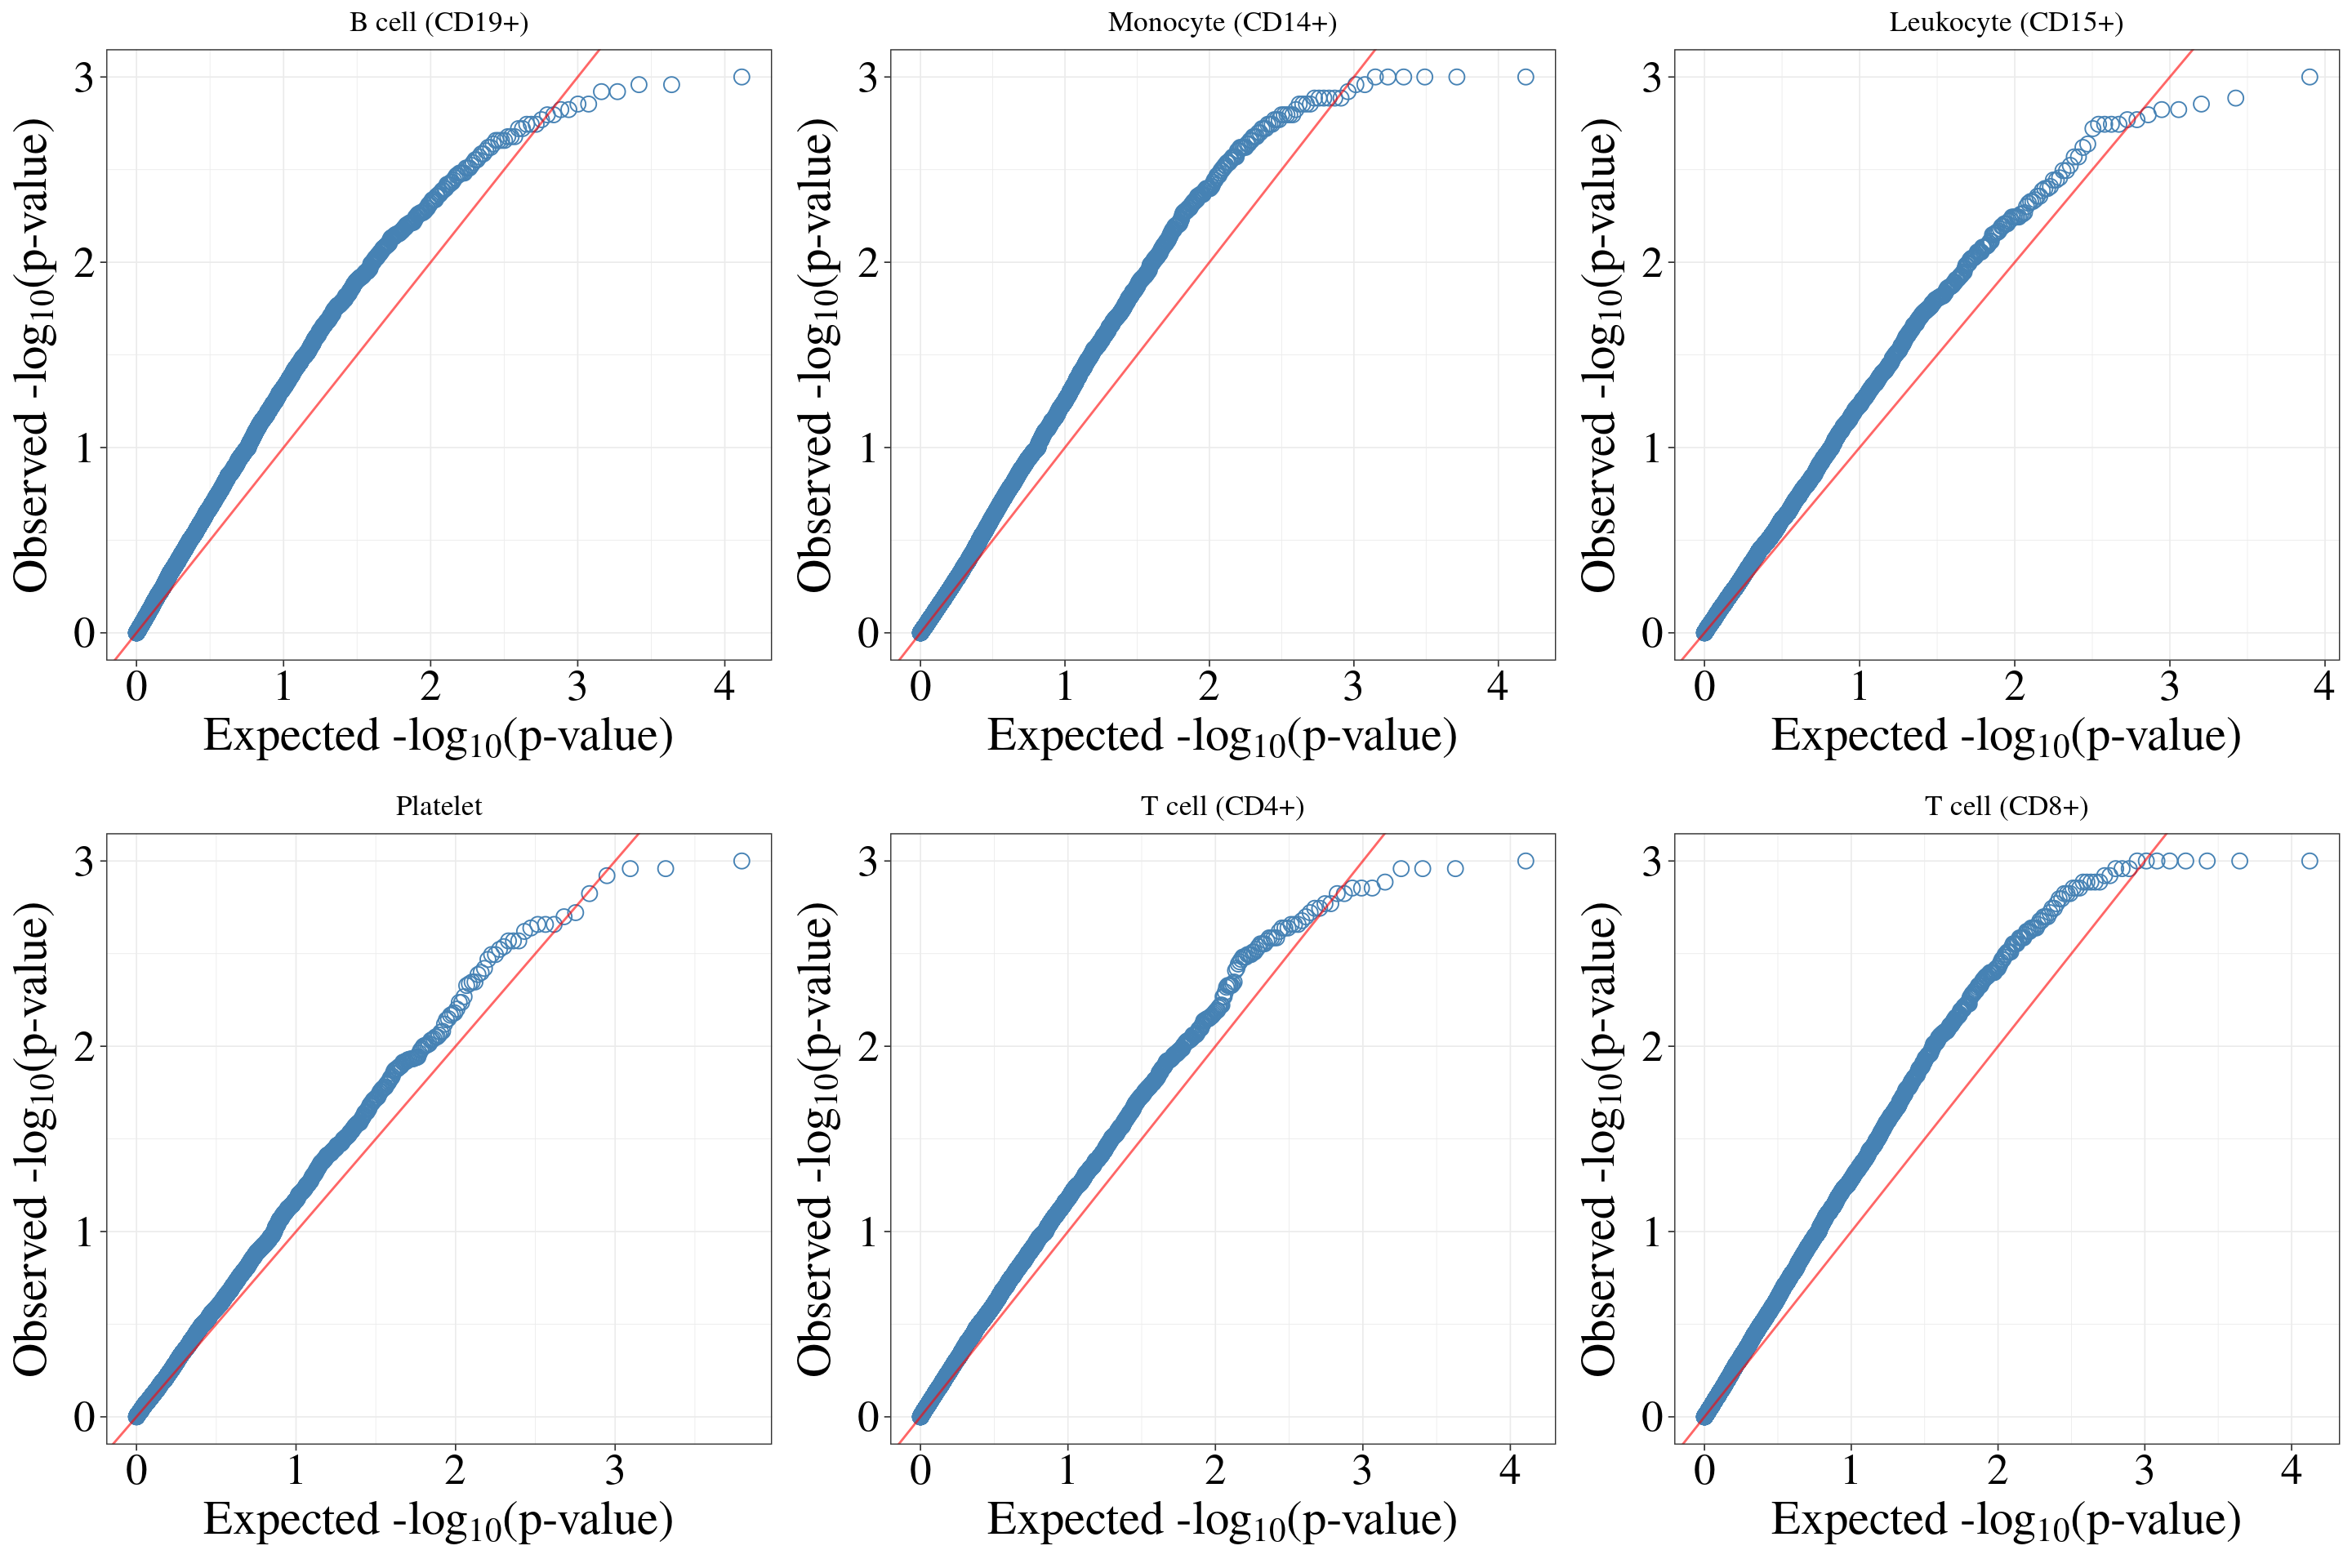 B cell (CD19+)
3
2
1
0
0 1 2 3 4
Observed -log10(p-value)
Expected -log10(p-value)
Monocyte (CD14+)
3
2
1
0
0 1 2 3 4
Observed -log10(p-value)
Expected -log10(p-value)
Leukocyte (CD15+)
3
2
1
0
0 1 2 3 4
Observed -log10(p-value)
Expected -log10(p-value)
Platelet
3
2
1
0
0 1 2 3
Observed -log10(p-value)
Expected -log10(p-value)
T cell (CD4+)
3
2
1
0
0 1 2 3 4
Observed -log10(p-value)
Expected -log10(p-value)
T cell (CD8+)
3
2
1
0
0 1 2 3 4
Observed -log10(p-value)
Expected -log10(p-value)